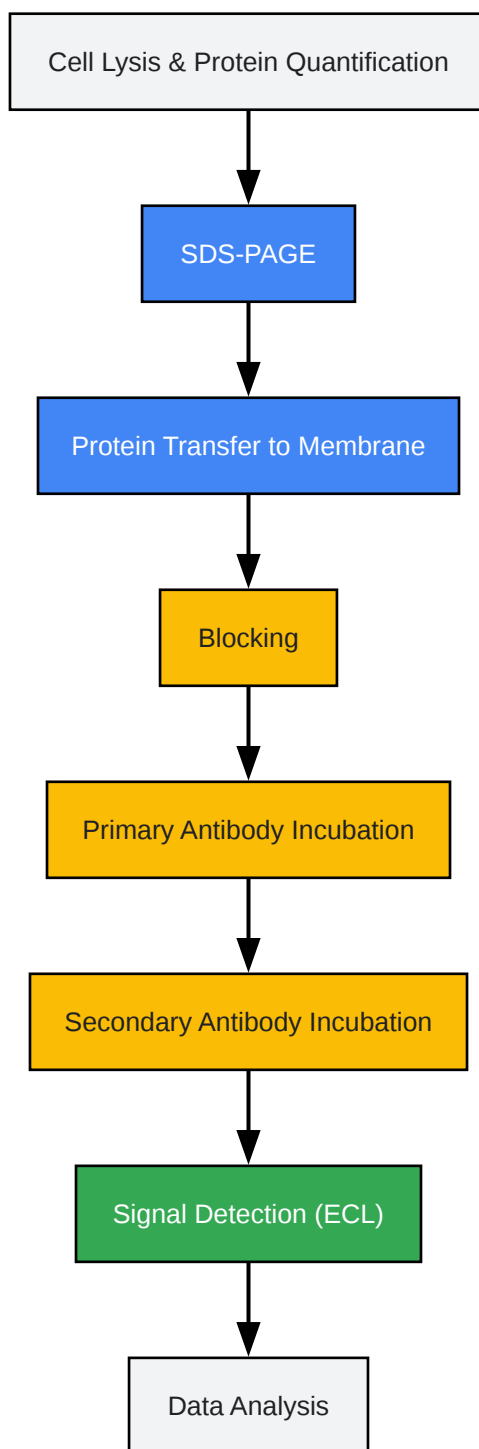 Cell Lysis & Protein Quantification
SDS-PAGE
Protein Transfer to Membrane
Blocking
Primary Antibody Incubation
Secondary Antibody Incubation
Signal Detection (ECL)
Data Analysis